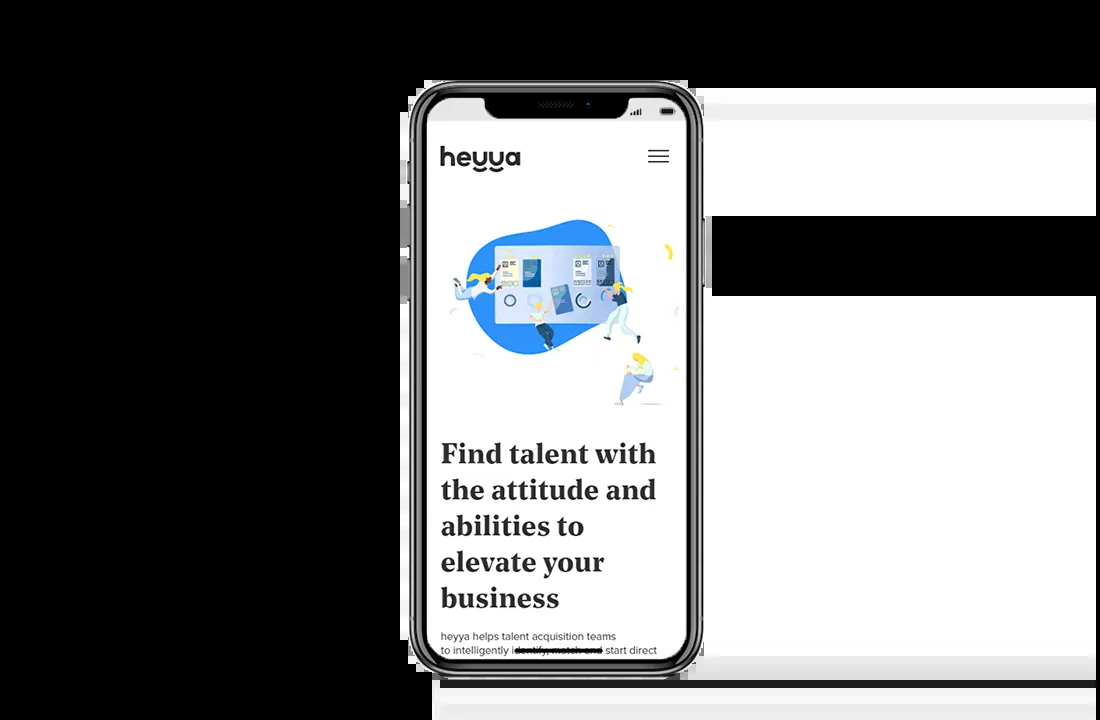 heyya
Find talent with
the attitude and
abilities to
elevate your
business
heyya helps talent acquisition teams
to intelligently identify, match and start direct